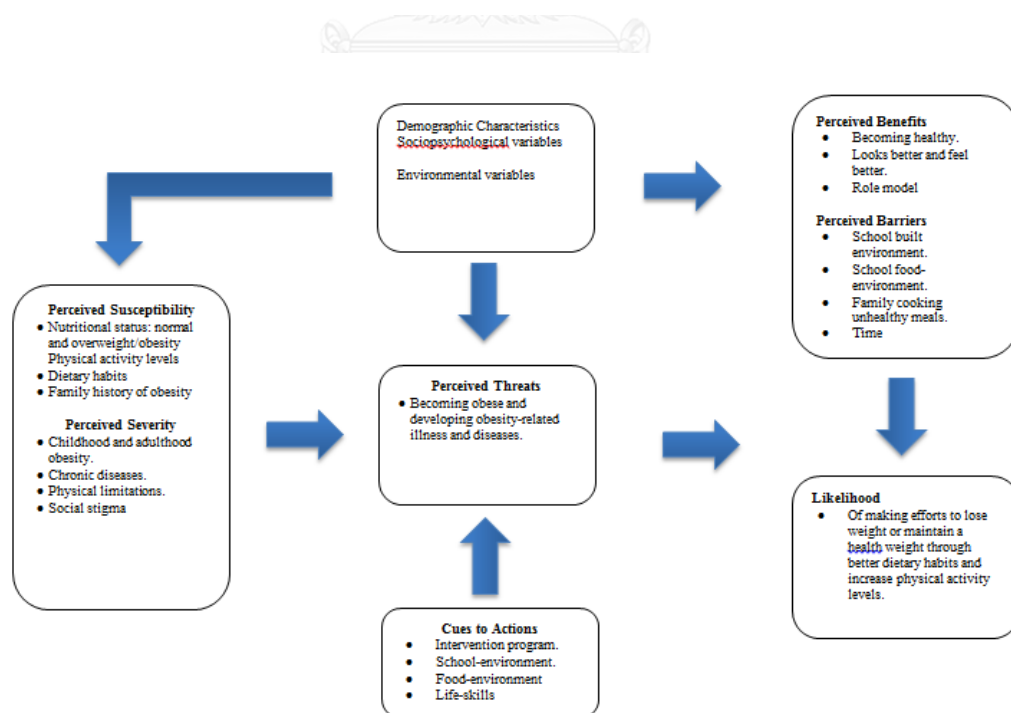 Demographic Characteristics
Sociopsychological variables
Environmental variables
Perceived Benefits
● Becoming healthy.
● Looks better and feel
better.
● Role model
Perceived Barriers
● School built
environment.
● School food-
environment.
● Family cooking
unhealthy meals.
● Time
Perceived Susceptibility
● Nutritional status: normal
and overweight/obesity
Physical activity levels
● Dietary habits
● Family history of obesity
Perceived Severity
● Childhood and adulthood
obesity.
● Chronic diseases.
● Physical limitations.
● Social stigma
Perceived Threats
● Becoming obese and
developing obesity-related
illness and diseases.
Likelihood
● Of making efforts to lose
weight or maintain a
health weight through
better dietary habits and
increase physical activity
levels.
Cues to Actions
● Intervention program.
● School-environment.
● Food-environment
● Life-skills